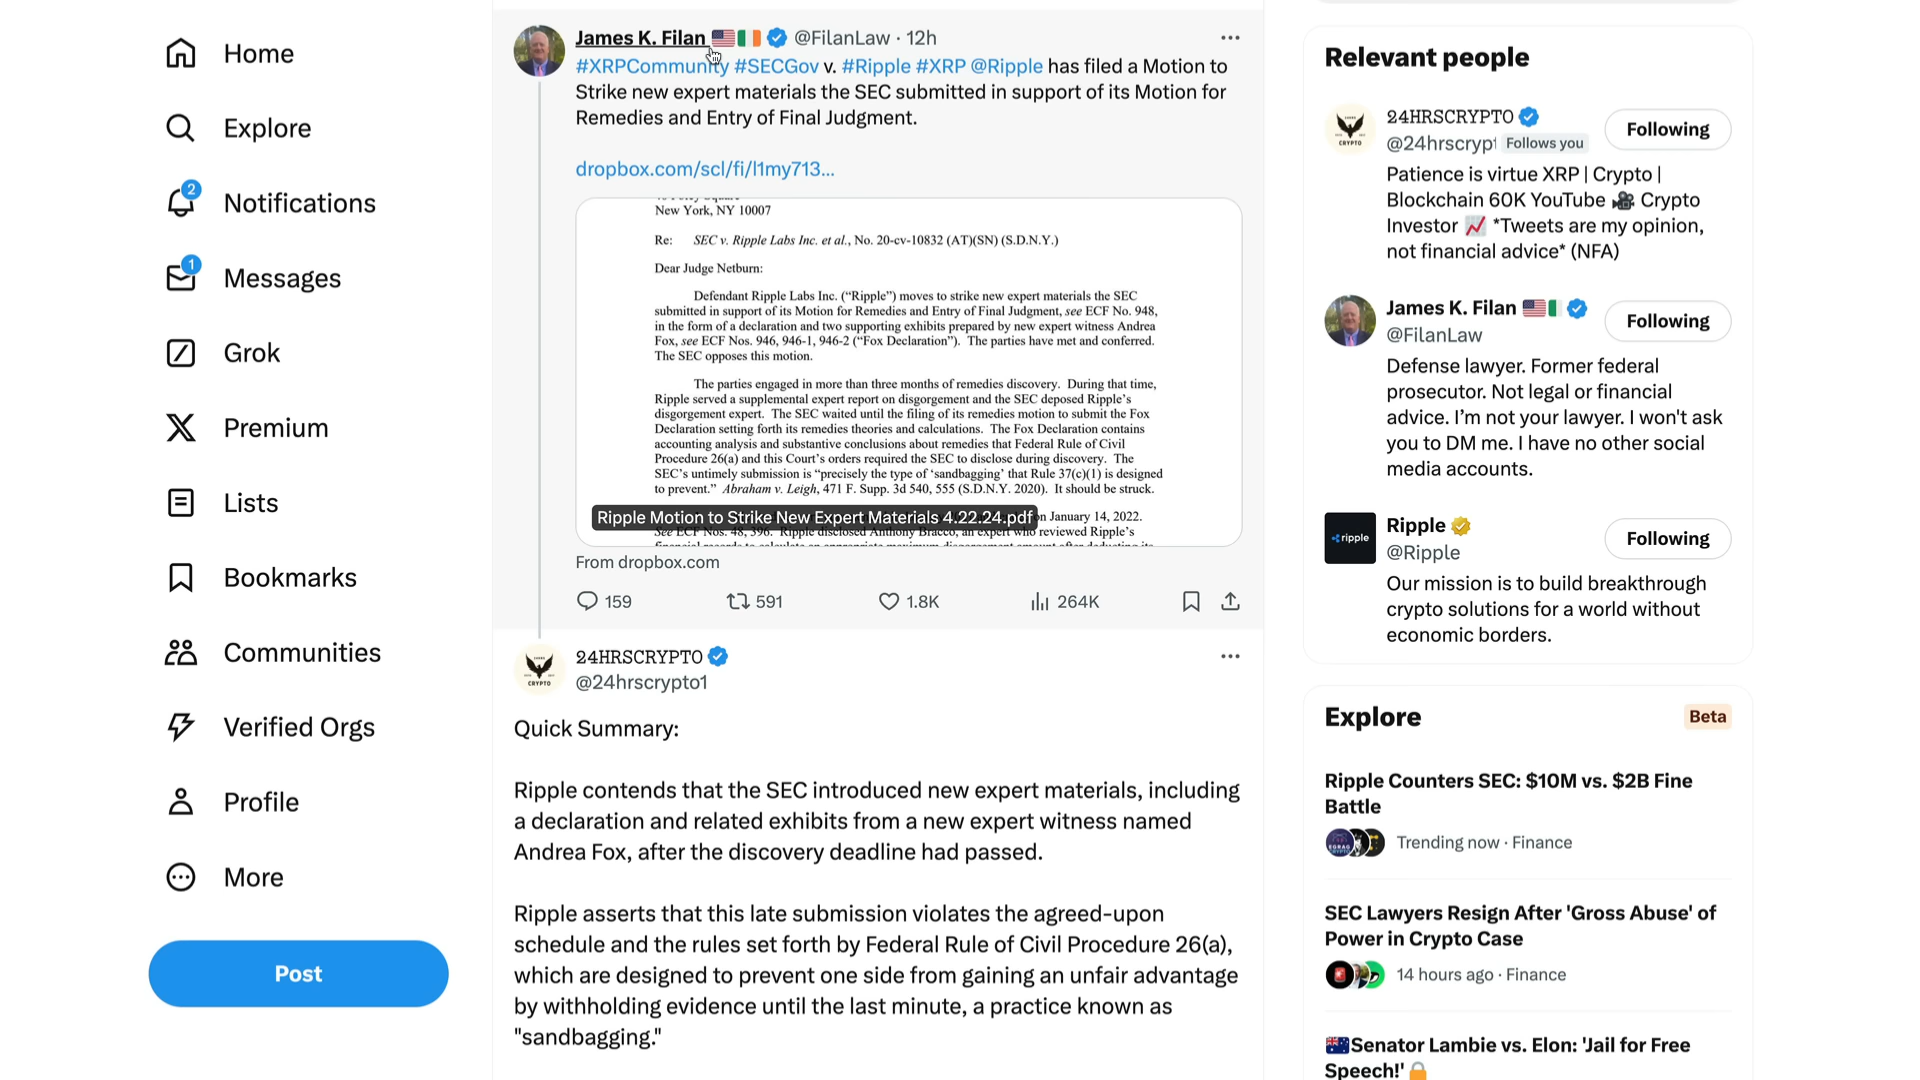 Home
Explore
2
Notifications
1
Messages
Grok
Premium
Lists
Bookmarks
Communities
Verified Orgs
Profile
More
Post
James K. Filan 🇺🇸🇮🇪 @FilanLaw · 12h
#XRPCommunity #SECGov v. #Ripple #XRP @Ripple has filed a Motion to
Strike new expert materials the SEC submitted in support of its Motion for
Remedies and Entry of Final Judgment.
dropbox.com/scl/fi/l1my713...
New York, NY 10007
Re: SEC v. Ripple Labs Inc. et al., No. 20-cv-10832 (AT)(SN) (S.D.N.Y.)
Dear Judge Netburn:
Defendant Ripple Labs Inc. (“Ripple”) moves to strike new expert materials the SEC
submitted in support of its Motion for Remedies and Entry of Final Judgment, see ECF No. 948,
in the form of a declaration and two supporting exhibits prepared by new expert witness Andrea
Fox, see ECF Nos. 946, 946-1, 946-2 (“Fox Declaration”). The parties have met and conferred.
The SEC opposes this motion.
The parties engaged in more than three months of remedies discovery. During that time,
Ripple served a supplemental expert report on disgorgement and the SEC deposed Ripple’s
disgorgement expert. The SEC waited until the filing of its remedies motion to submit the Fox
Declaration setting forth its remedies theories and calculations. The Fox Declaration contains
accounting analysis and substantive conclusions about remedies that Federal Rule of Civil
Procedure 26(a) and this Court’s orders required the SEC to disclose during discovery. The
SEC’s untimely submission is “precisely the type of ‘sandbagging’ that Rule 37(c)(1) is designed
to prevent.” Abraham v. Leigh, 471 F. Supp. 3d 540, 555 (S.D.N.Y. 2020). It should be struck.
Ripple Motion to Strike New Expert Materials 4.22.24.pdf
on January 14, 2022.
See ECF Nos. 48, 396. Ripple disclosed Anthony Bracco, an expert who reviewed Ripple’s
From dropbox.com
159 591 1.8K 264K
24HRSCRYPTO
@24hrscrypto1
Quick Summary:
Ripple contends that the SEC introduced new expert materials, including
a declaration and related exhibits from a new expert witness named
Andrea Fox, after the discovery deadline had passed.
Ripple asserts that this late submission violates the agreed-upon
schedule and the rules set forth by Federal Rule of Civil Procedure 26(a),
which are designed to prevent one side from gaining an unfair advantage
by withholding evidence until the last minute, a practice known as
"sandbagging."
Relevant people
24HRSCRYPTO
@24hrscrypt Follows you
Following
Patience is virtue XRP | Crypto |
Blockchain 60K YouTube 🎥 Crypto
Investor 📈 *Tweets are my opinion,
not financial advice* (NFA)
James K. Filan 🇺🇸🇮🇪
@FilanLaw
Following
Defense lawyer. Former federal
prosecutor. Not legal or financial
advice. I’m not your lawyer. I won't ask
you to DM me. I have no other social
media accounts.
ripple
Ripple
@Ripple
Following
Our mission is to build breakthrough
crypto solutions for a world without
economic borders.
Explore
Beta
Ripple Counters SEC: $10M vs. $2B Fine
Battle
Trending now · Finance
SEC Lawyers Resign After 'Gross Abuse' of
Power in Crypto Case
14 hours ago · Finance
🇦🇺Senator Lambie vs. Elon: 'Jail for Free
Speech!'🔒